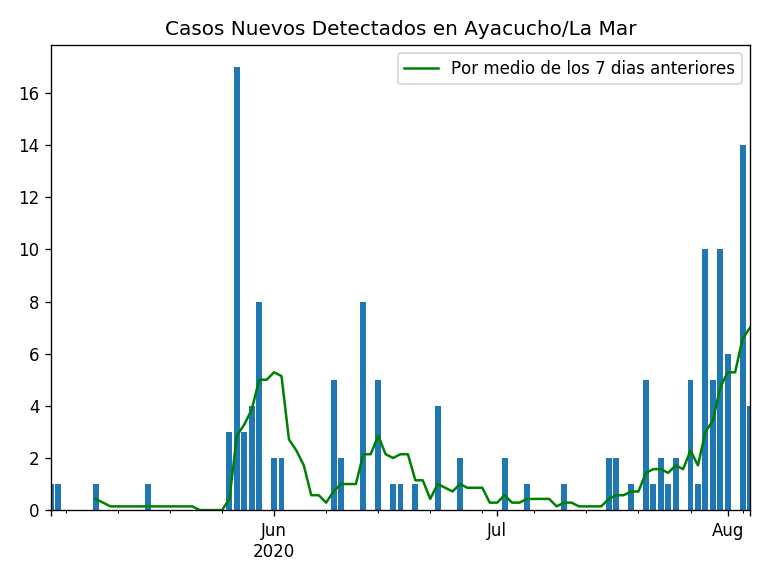 Casos Nuevos Detectados en Ayacucho/La Mar
Por medio de los 7 dias anteriores
16
14
12
10
8
6
4
2
0
Jun
2020
Jul
Aug